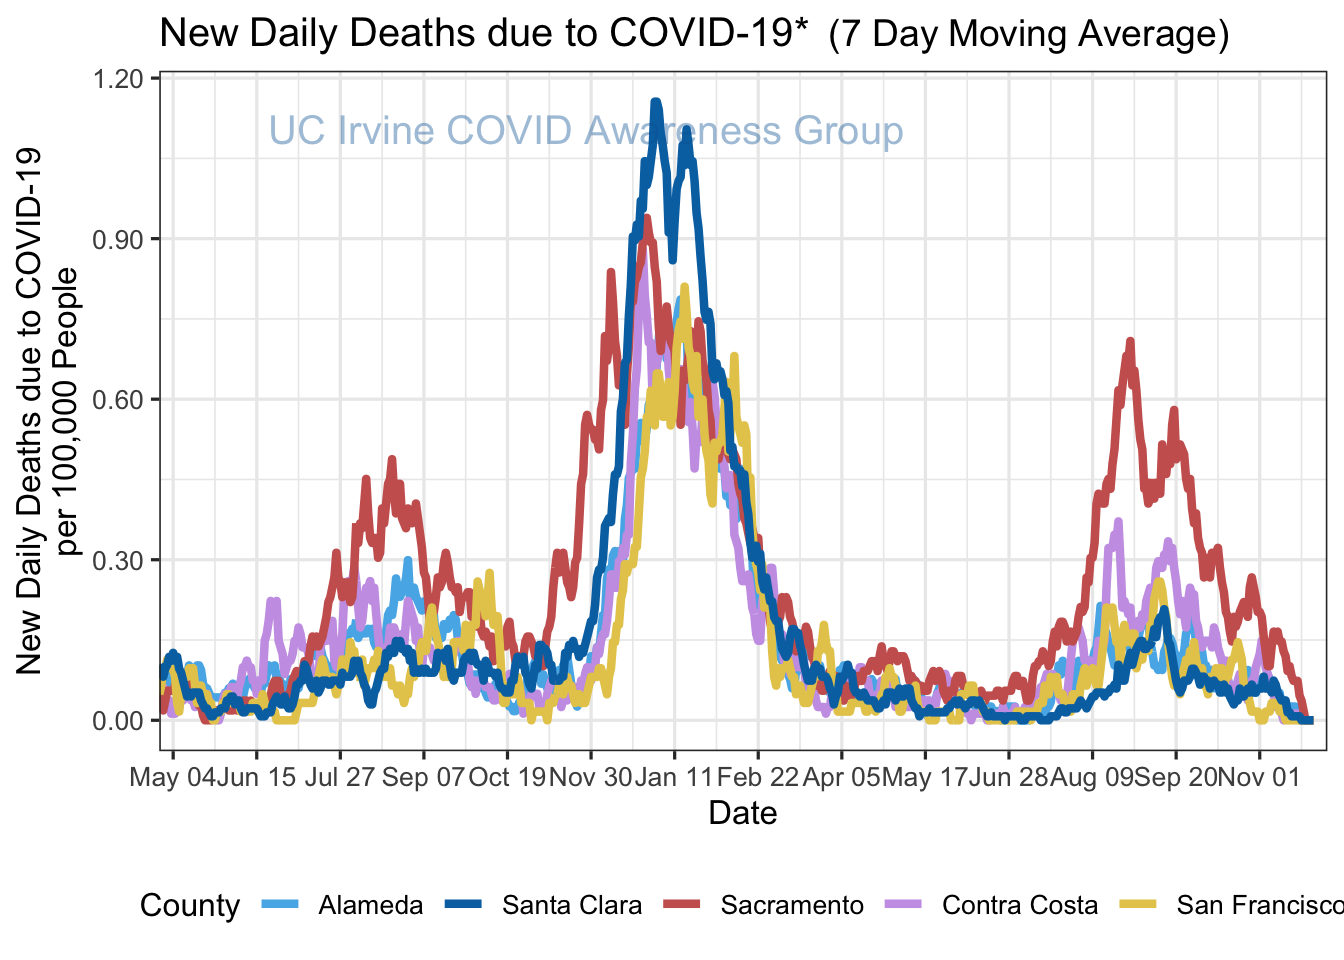 New Daily Deaths due to COVID-19* (7 Day Moving Average)
UC Irvine COVID Awareness Group
New Daily Deaths due to COVID-19
per 100,000 People
1.20
0.90
0.60
0.30
0.00
May 04 Jun 15 Jul 27 Sep 07 Oct 19 Nov 30 Jan 11 Feb 22 Apr 05 May 17 Jun 28 Aug 09 Sep 20 Nov 01
Date
County Alameda Santa Clara Sacramento Contra Costa San Francisco